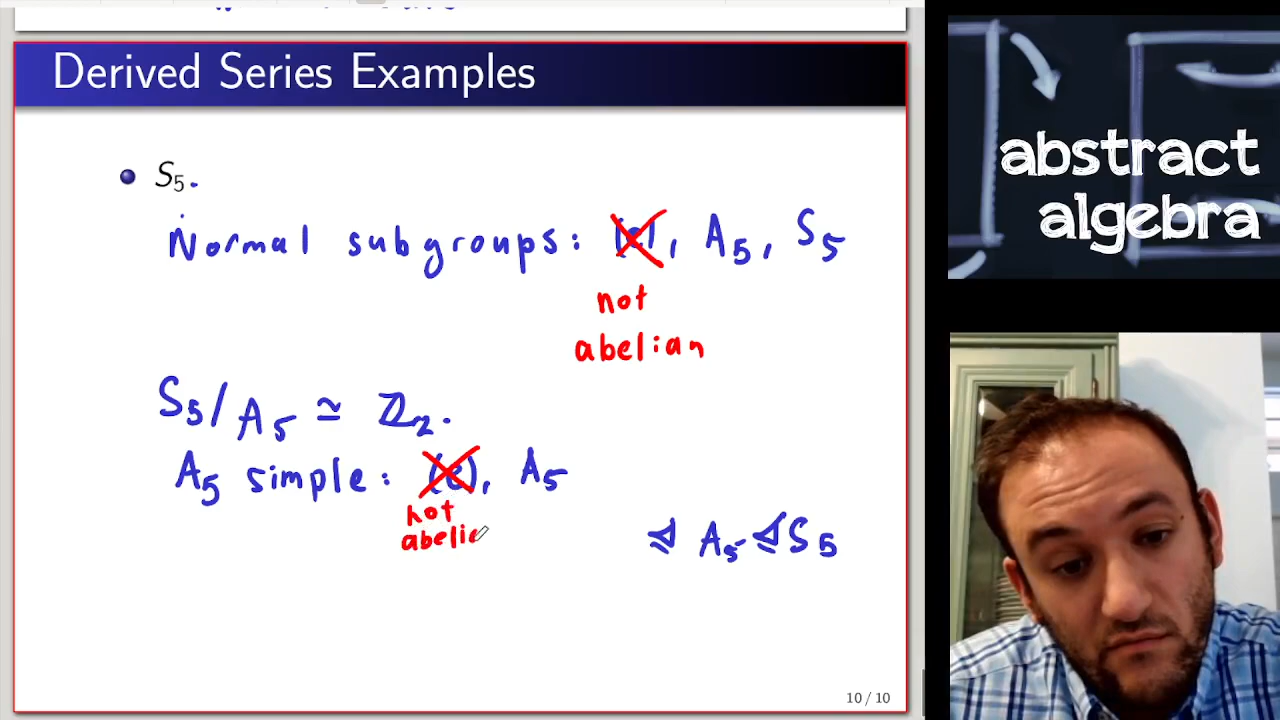 Derived Series Examples
S₅.
Normal subgroups: (e), A₅, S₅
not
abelian
S₅/A₅ ≃ ℤ₂.
A₅ simple: (e), A₅
not
abelia
⊴ A₅ ⊴ S₅
10 / 10
abstract
algebra